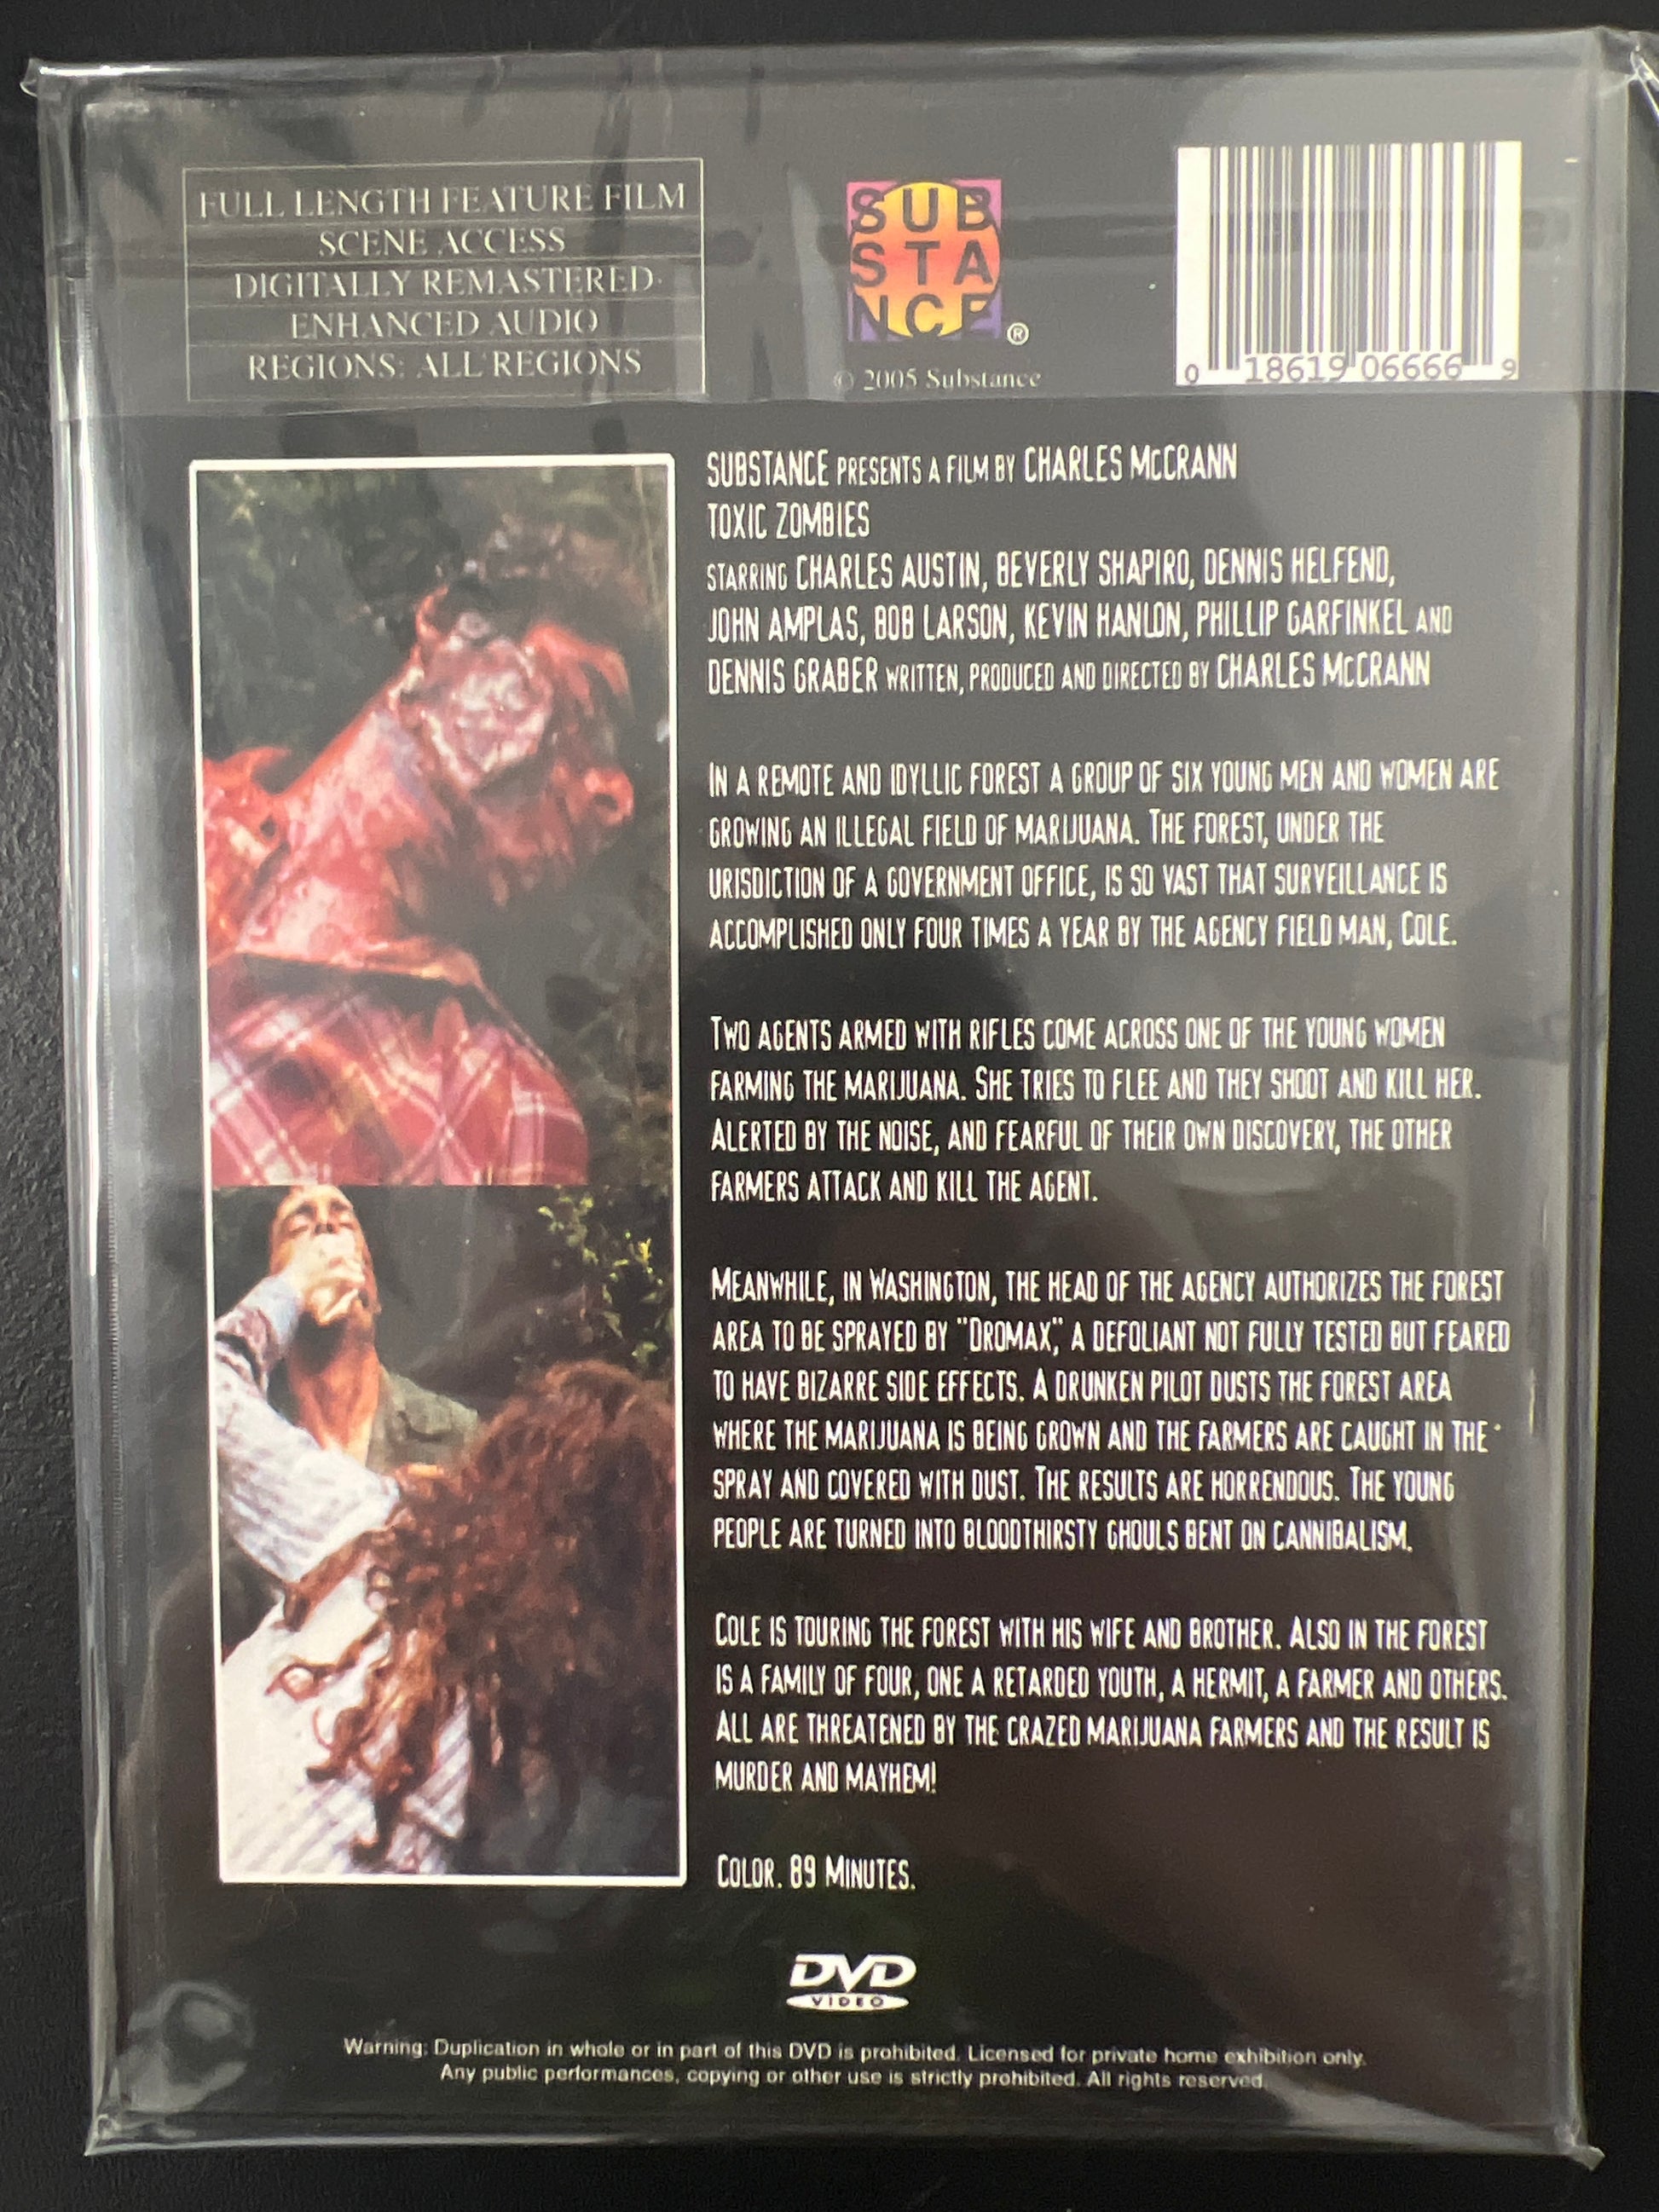 FULL LENGTH FEATURE FILM
SCENE ACCESS
DIGITALLY REMASTERED
ENHANCED AUDIO
REGIONS: ALL REGIONS
SUB
STA
NCE
®
© 2005 Substance
0 18619 06666 9
SUBSTANCE PRESENTS A FILM BY CHARLES McCRANN
TOXIC ZOMBIES
STARRING CHARLES AUSTIN, BEVERLY SHAPIRO, DENNIS HELFEND,
JOHN AMPLAS, BOB LARSON, KEVIN HANLON, PHILLIP GARFINKEL AND
DENNIS GRABER WRITTEN, PRODUCED AND DIRECTED BY CHARLES McCRANN
IN A REMOTE AND IDYLLIC FOREST A GROUP OF SIX YOUNG MEN AND WOMEN ARE
GROWING AN ILLEGAL FIELD OF MARIJUANA. THE FOREST, UNDER THE
URISDICTION OF A GOVERNMENT OFFICE, IS SO VAST THAT SURVEILLANCE IS
ACCOMPLISHED ONLY FOUR TIMES A YEAR BY THE AGENCY FIELD MAN, COLE.
TWO AGENTS ARMED WITH RIFLES COME ACROSS ONE OF THE YOUNG WOMEN
FARMING THE MARIJUANA. SHE TRIES TO FLEE AND THEY SHOOT AND KILL HER.
ALERTED BY THE NOISE, AND FEARFUL OF THEIR OWN DISCOVERY, THE OTHER
FARMERS ATTACK AND KILL THE AGENT.
MEANWHILE, IN WASHINGTON, THE HEAD OF THE AGENCY AUTHORIZES THE FOREST
AREA TO BE SPRAYED BY "DROMAX," A DEFOLIANT NOT FULLY TESTED BUT FEARED
TO HAVE BIZARRE SIDE EFFECTS. A DRUNKEN PILOT DUSTS THE FOREST AREA
WHERE THE MARIJUANA IS BEING GROWN AND THE FARMERS ARE CAUGHT IN THE
SPRAY AND COVERED WITH DUST. THE RESULTS ARE HORRENDOUS. THE YOUNG
PEOPLE ARE TURNED INTO BLOODTHIRSTY GHOULS BENT ON CANNIBALISM.
COLE IS TOURING THE FOREST WITH HIS WIFE AND BROTHER. ALSO IN THE FOREST
IS A FAMILY OF FOUR, ONE A RETARDED YOUTH, A HERMIT, A FARMER AND OTHERS.
ALL ARE THREATENED BY THE CRAZED MARIJUANA FARMERS AND THE RESULT IS
MURDER AND MAYHEM!
COLOR. 89 MINUTES.
DVD
VIDEO
Warning: Duplication in whole or in part of this DVD is prohibited. Licensed for private home exhibition only.
Any public performances, copying or other use is strictly prohibited. All rights reserved.